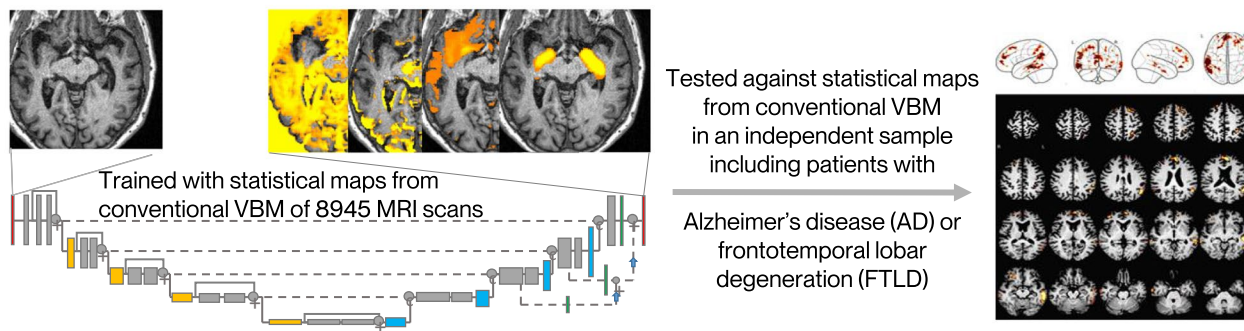 Trained with statistical maps from
conventional VBM of 8945 MRI scans
Tested against statistical maps
from conventional VBM
in an independent sample
including patients with
Alzheimer's disease (AD) or
frontotemporal lobar
degeneration (FTLD)